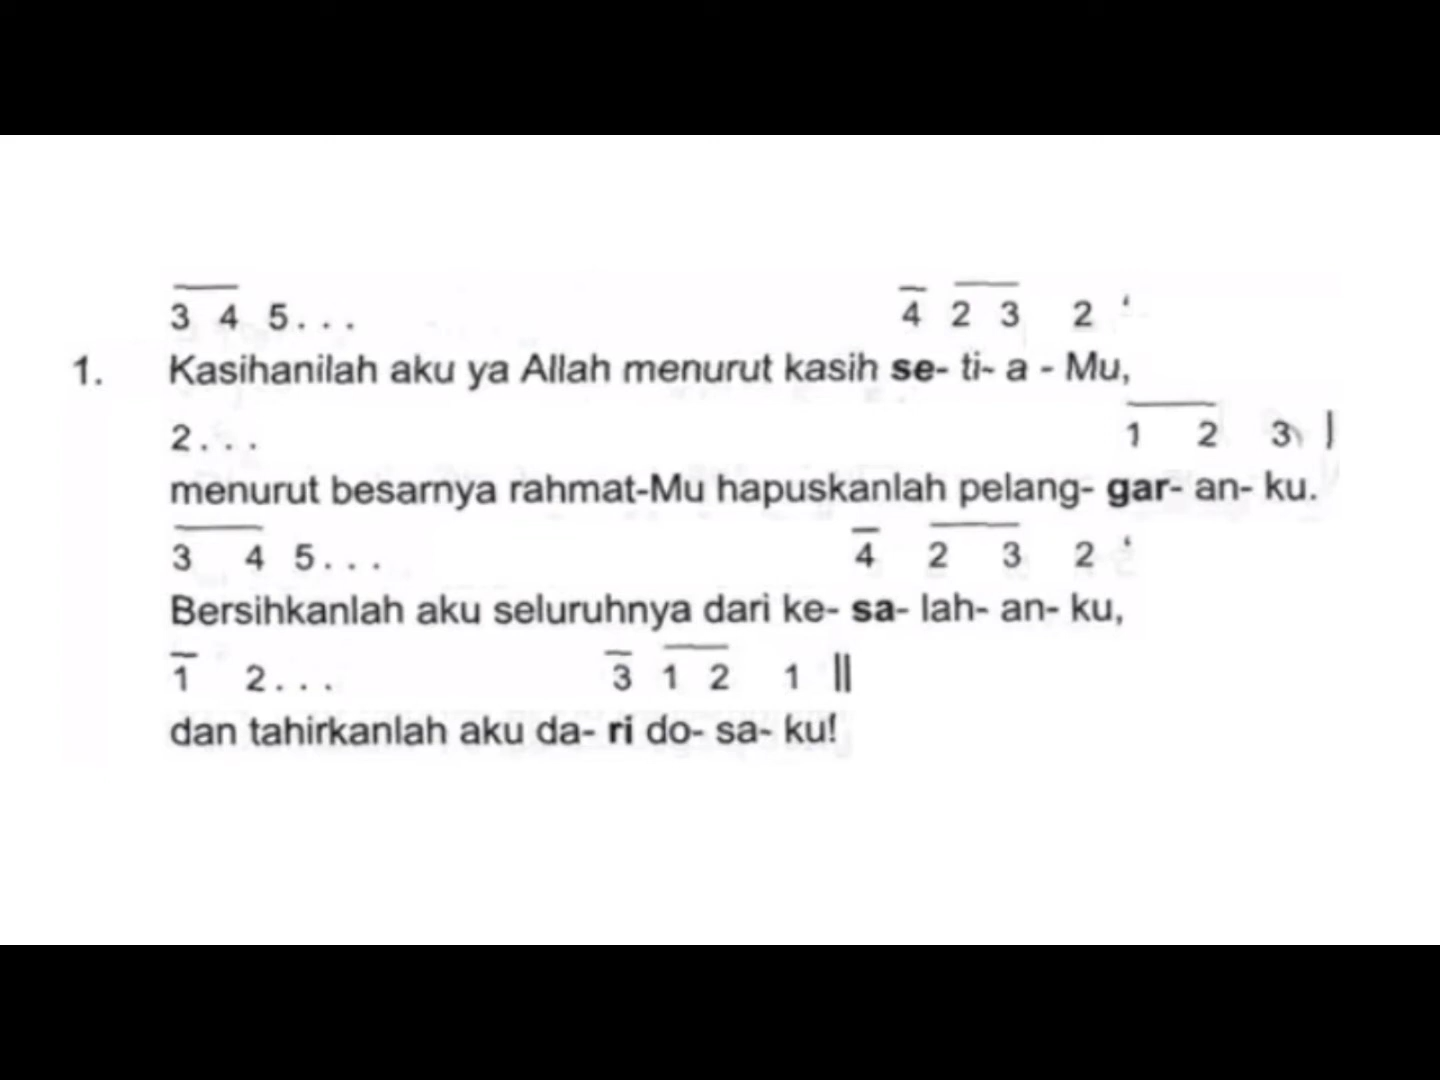 3 4 5... 4 2 3 2 ‘
1. Kasihanilah aku ya Allah menurut kasih se- ti- a - Mu,
2... 1 2 3 |
menurut besarnya rahmat-Mu hapuskanlah pelang- gar- an- ku.
3 4 5... 4 2 3 2 ‘
Bersihkanlah aku seluruhnya dari ke- sa- lah- an- ku,
1 2... 3 1 2 1 ||
dan tahirkanlah aku da- ri do- sa- ku!